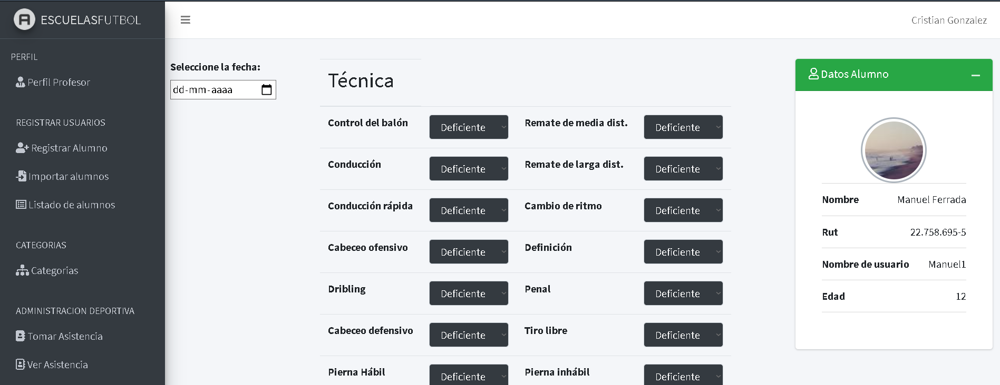 ESCUELASFUTBOL
Cristian Gonzalez
PERFIL
Perfil Profesor
REGISTRAR USUARIOS
Registrar Alumno
Importar alumnos
Listado de alumnos
CATEGORIAS
Categorias
ADMINISTRACION DEPORTIVA
Tomar Asistencia
Ver Asistencia
Seleccione la fecha:
dd-mm-aaaa
Técnica
Control del balón Deficiente Remate de media dist. Deficiente
Conducción Deficiente Remate de larga dist. Deficiente
Conducción rápida Deficiente Cambio de ritmo Deficiente
Cabeceo ofensivo Deficiente Definición Deficiente
Dribling Deficiente Penal Deficiente
Cabeceo defensivo Deficiente Tiro libre Deficiente
Pierna Hábil Deficiente Pierna inhábil Deficiente
Datos Alumno
Nombre Manuel Ferrada
Rut 22.758.695-5
Nombre de usuario Manuel1
Edad 12